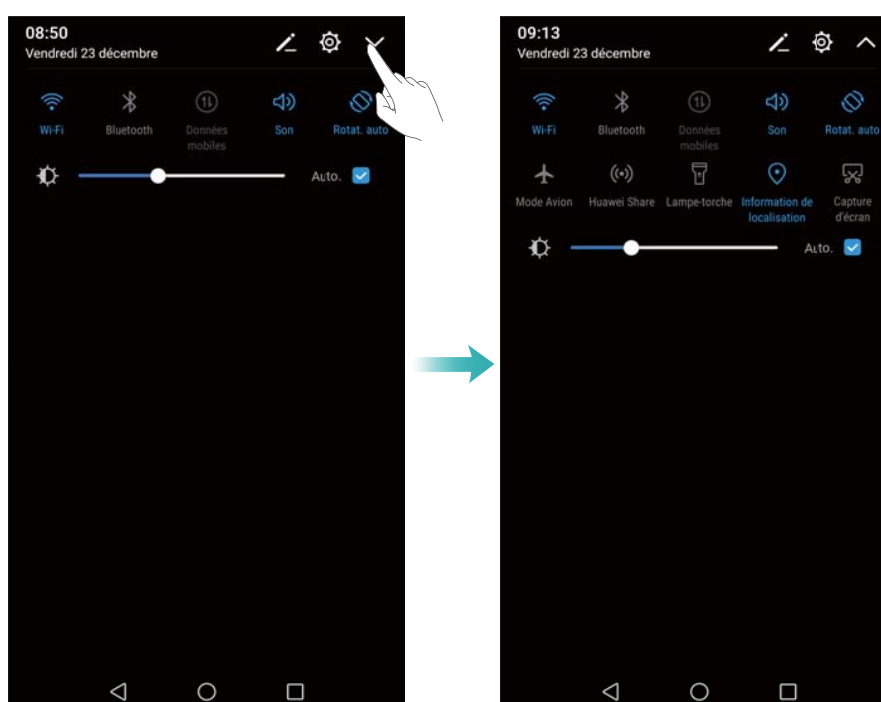 08:50
Vendredi 23 décembre
Wi-Fi
Bluetooth
Données
mobiles
Son
Rotat. auto
Auto.
09:13
Vendredi 23 décembre
Wi-Fi
Bluetooth
Données
mobiles
Son
Rotat. auto
Mode Avion
Huawei Share
Lampe-torche
Information de
localisation
Capture
d'écran
Auto.